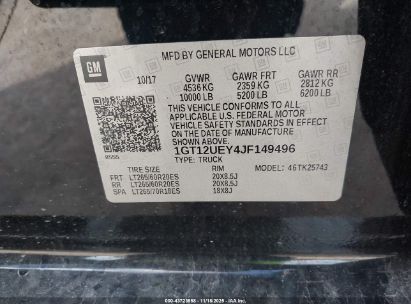 GM
MFD BY GENERAL MOTORS LLC
10/17 GVWR GAWR FRT GAWR RR
4536 KG 2359 KG 2812 KG
10000 LB 5200 LB 6200 LB
THIS VEHICLE CONFORMS TO ALL
APPLICABLE U.S. FEDERAL MOTOR
VEHICLE SAFETY STANDARDS IN EFFECT
ON THE DATE OF MANUFACTURE SHOWN ABOVE.
1GT12UEY4JF149496
TYPE: TRUCK MODEL: 46TK25743
TIRE SIZE RIM
FRT LT265/60R20ES 20X8.5J
RR LT265/60R20ES 20X8.5J
SPA LT265/70R18ES 18X8J